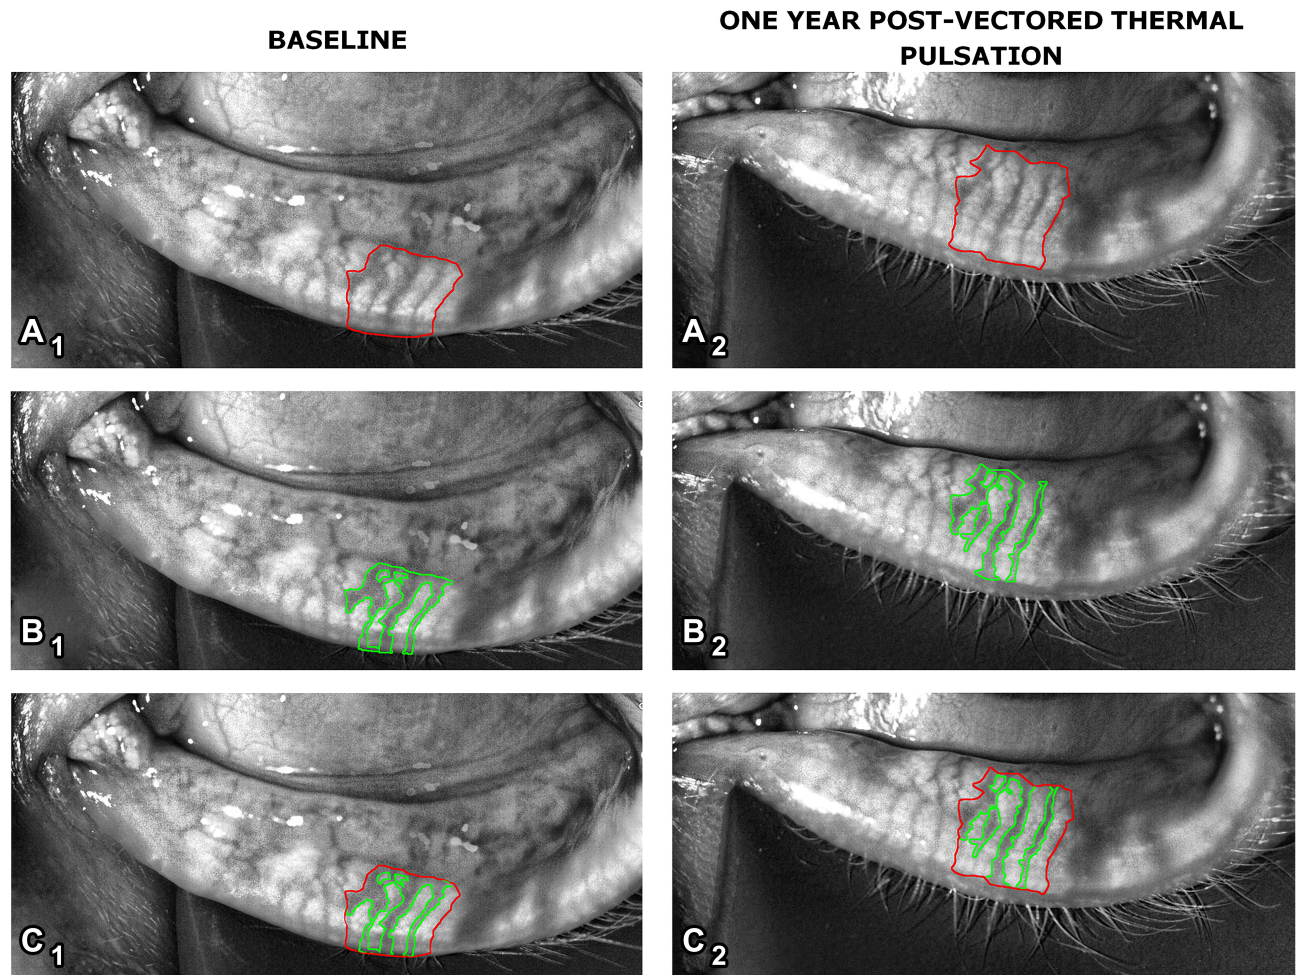 BASELINE
ONE YEAR POST-VECTORED THERMAL
PULSATION
A1
A2
B1
B2
C1
C2